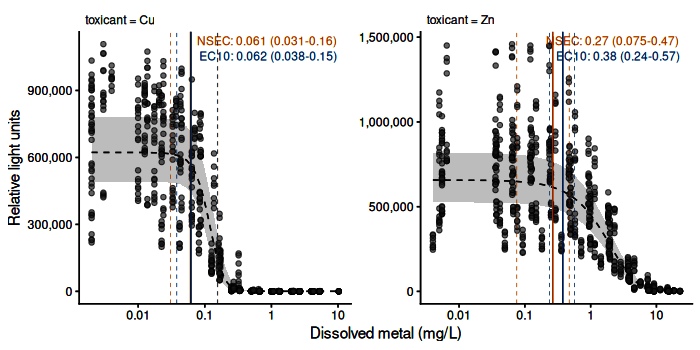 toxicant = Cu
NSEC: 0.061 (0.031-0.16)
EC10: 0.062 (0.038-0.15)
900,000
600,000
300,000
0
0.01
0.1
1
10
Relative light units
toxicant = Zn
NSEC: 0.27 (0.075-0.47)
EC10: 0.38 (0.24-0.57)
1,500,000
1,000,000
500,000
0
0.01
0.1
1
10
Dissolved metal (mg/L)